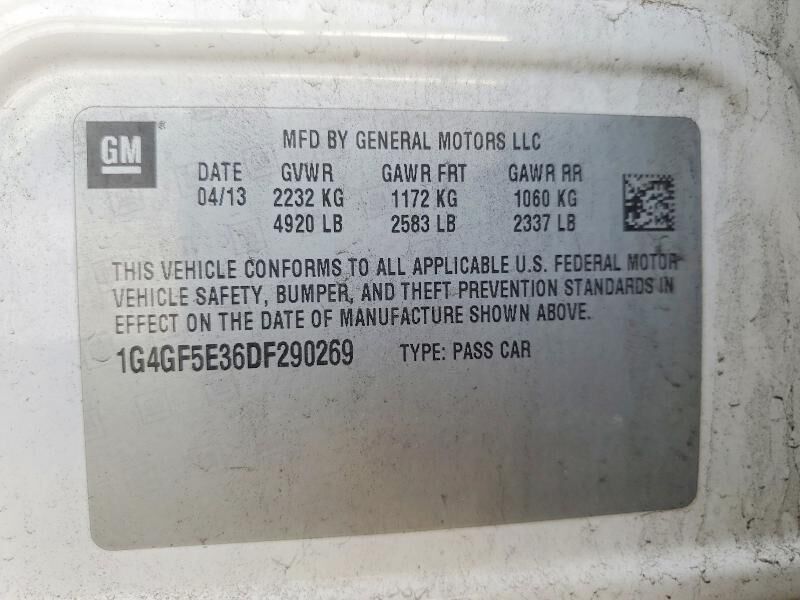 GM
MFD BY GENERAL MOTORS LLC
DATE GVWR GAWR FRT GAWR RR
04/13 2232 KG 1172 KG 1060 KG
4920 LB 2583 LB 2337 LB
THIS VEHICLE CONFORMS TO ALL APPLICABLE U.S. FEDERAL MOTOR
VEHICLE SAFETY, BUMPER, AND THEFT PREVENTION STANDARDS IN
EFFECT ON THE DATE OF MANUFACTURE SHOWN ABOVE.
1G4GF5E36DF290269 TYPE: PASS CAR